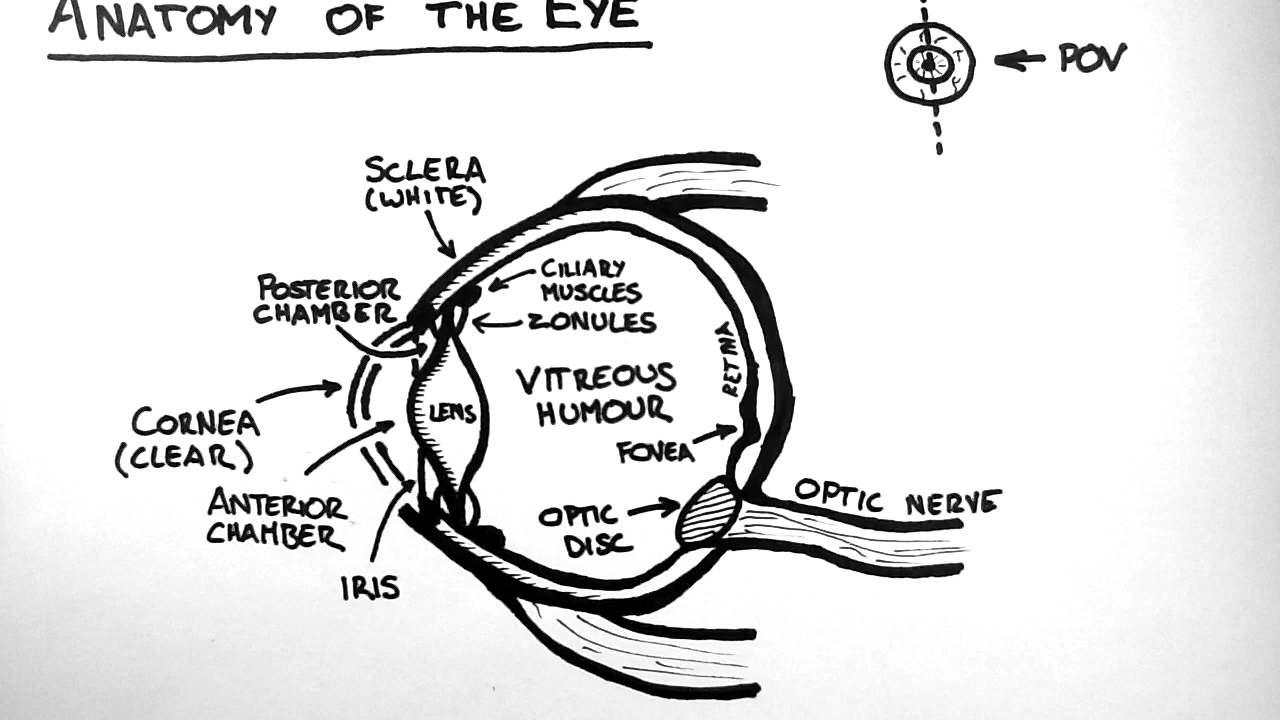 ANATOMY OF THE EYE
POV
SCLERA
(WHITE)
CILIARY
MUSCLES
POSTERIOR
CHAMBER
ZONULES
RETINA
VITREOUS
HUMOUR
LENS
CORNEA
(CLEAR)
FOVEA
ANTERIOR
CHAMBER
OPTIC NERVE
OPTIC
DISC
IRIS